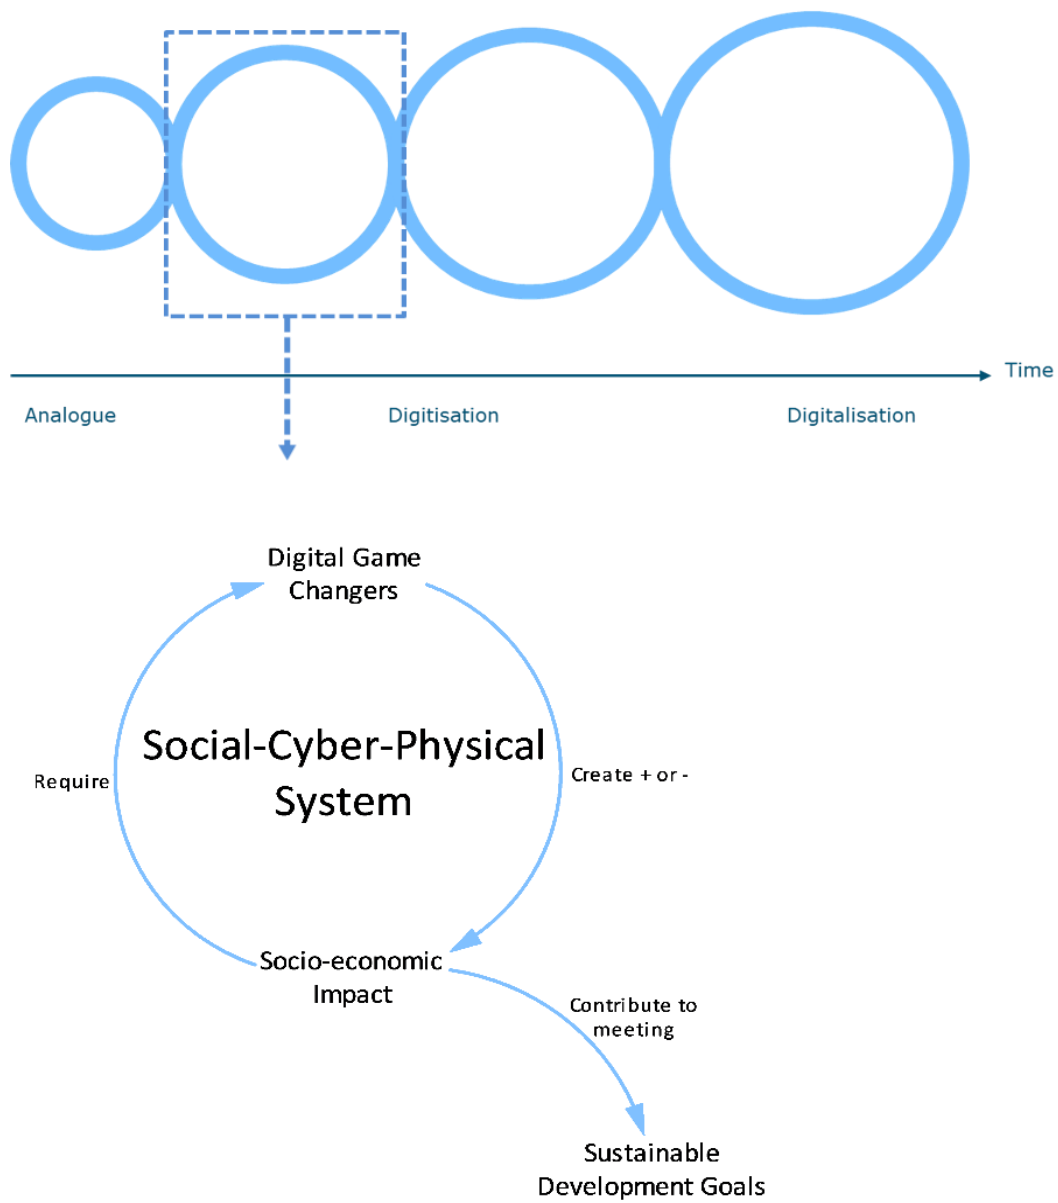 Time
Analogue
Digitisation
Digitalisation
Digital Game
Changers
Social-Cyber-Physical
System
Require
Create + or -
Socio-economic
Impact
Contribute to
meeting
Sustainable
Development Goals